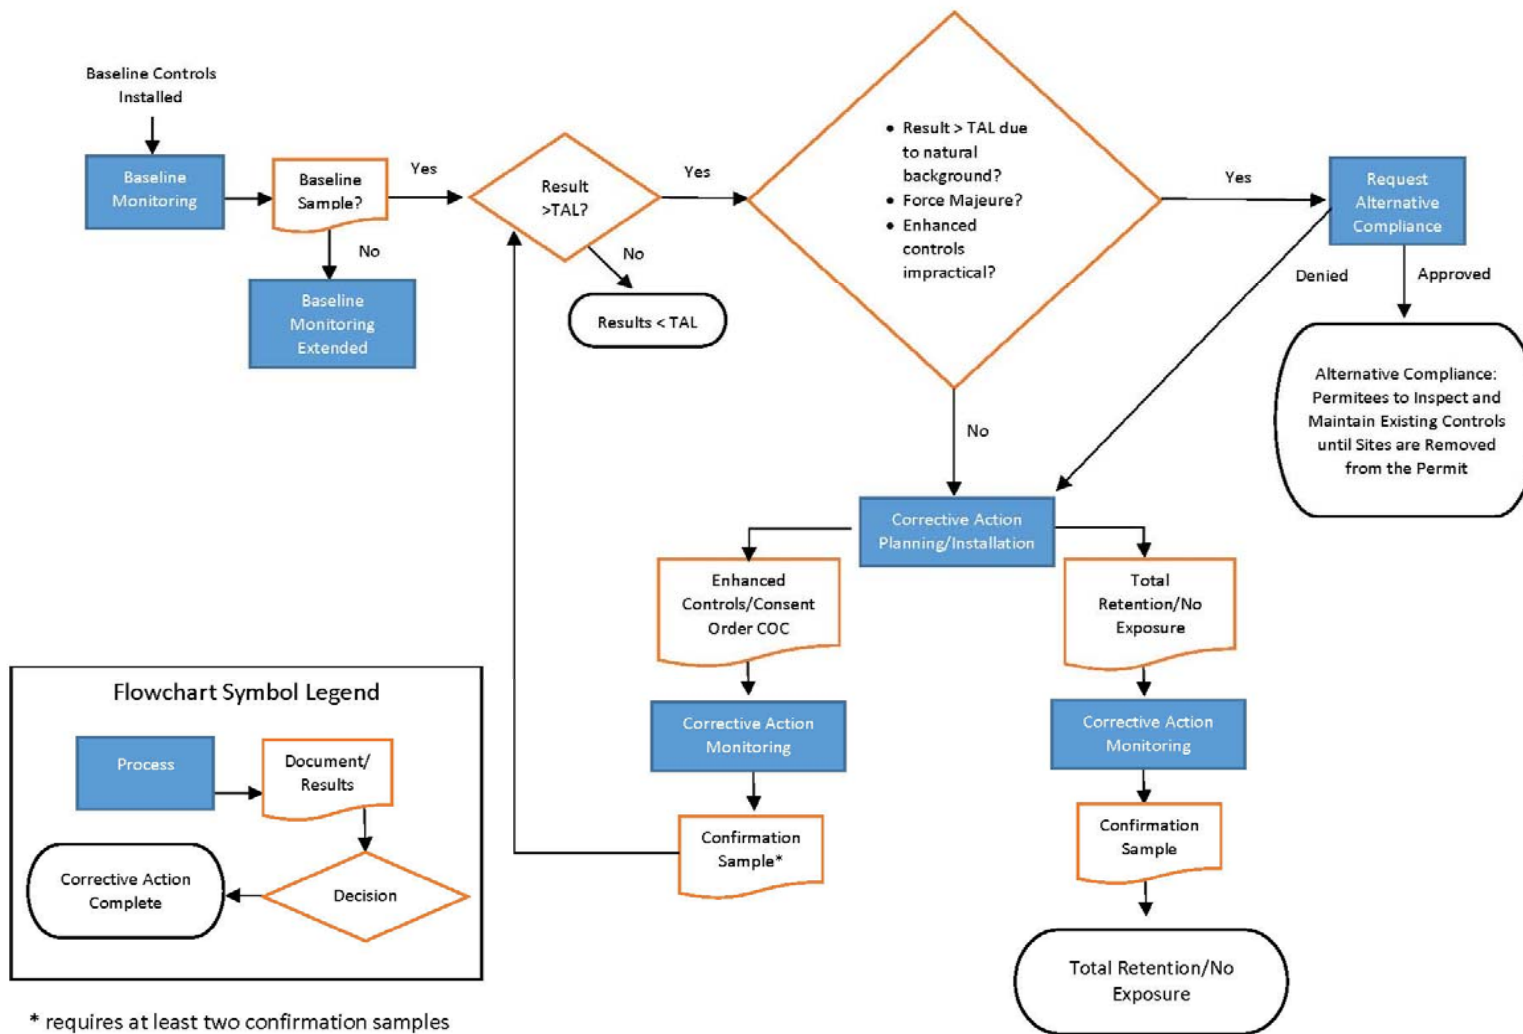 Baseline Controls
Installed
Baseline
Monitoring
Baseline
Sample?
Yes
No
Baseline
Monitoring
Extended
Result
>TAL?
Yes
No
Results < TAL
• Result > TAL due
to natural
background?
• Force Majeure?
• Enhanced
controls
impractical?
Yes
No
Request
Alternative
Compliance
Denied
Approved
Alternative Compliance:
Permitees to Inspect and
Maintain Existing Controls
until Sites are Removed
from the Permit
Corrective Action
Planning/Installation
Enhanced
Controls/Consent
Order COC
Corrective Action
Monitoring
Confirmation
Sample*
Total
Retention/No
Exposure
Corrective Action
Monitoring
Confirmation
Sample
Total Retention/No
Exposure
Flowchart Symbol Legend
Process
Document/
Results
Decision
Corrective Action
Complete
* requires at least two confirmation samples